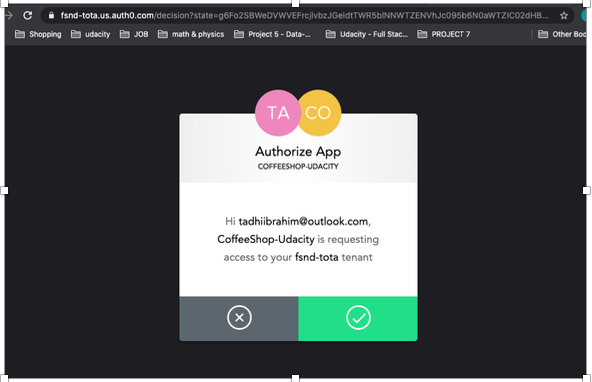 fsnd-tota.us.auth0.com/decision?state=g6Fo2SBWeDVWVEFrcjlvbzJGeldtTWR5blNNWTZENVhJc095b6N0aWTZIC02dHB...
Shopping udacity JOB math & physics Project 5 - Data-... Udacity - Full Stac... PROJECT 7 Other Boo
TA CO
Authorize App
COFFEESHOP-UDACITY
Hi tadhiibrahim@outlook.com,
CoffeeShop-Udacity is requesting
access to your fsnd-tota tenant